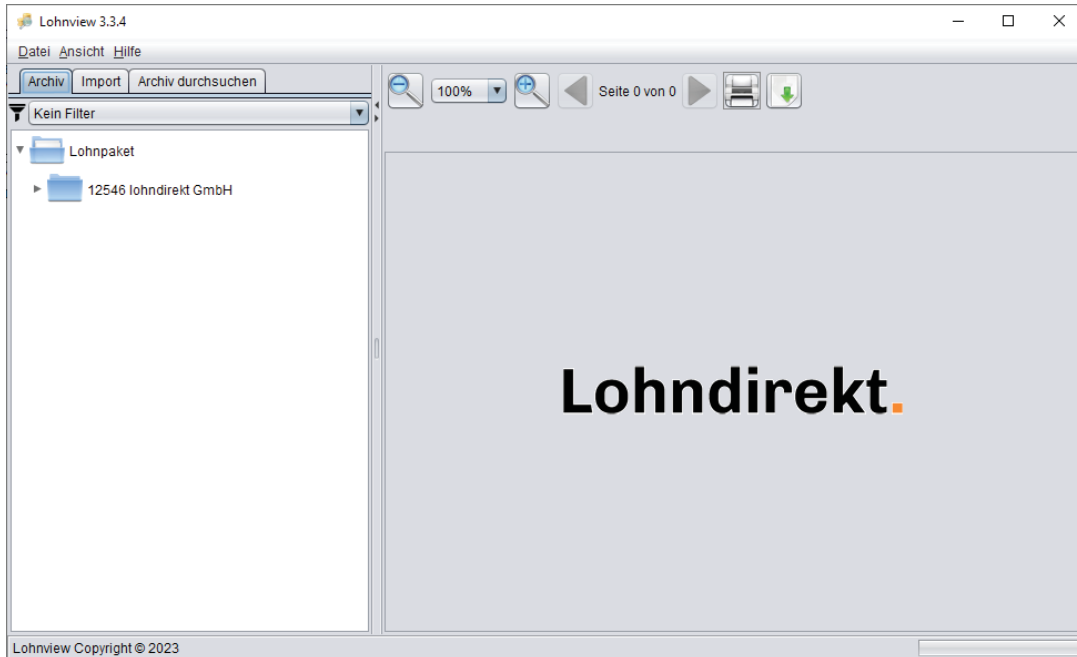 Lohnview 3.3.4
Datei Ansicht Hilfe
Archiv Import Archiv durchsuchen
Kein Filter
Lohnpaket
12546 lohndirekt GmbH
100% Seite 0 von 0
Lohndirekt.
Lohnview Copyright © 2023